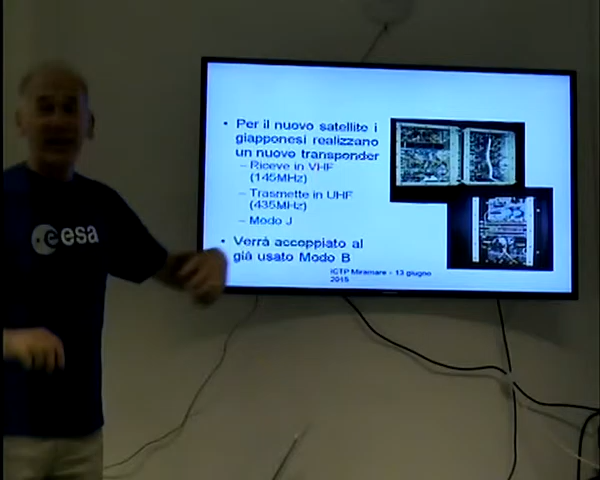 • Per il nuovo satellite i
giapponesi realizzano
un nuovo transponder
– Riceve in VHF
(145MHz)
– Trasmette in UHF
(435MHz)
– Modo J
• Verrà accoppiato al
già usato Modo B
ICTP Miramare - 13 giugno
2015
esa